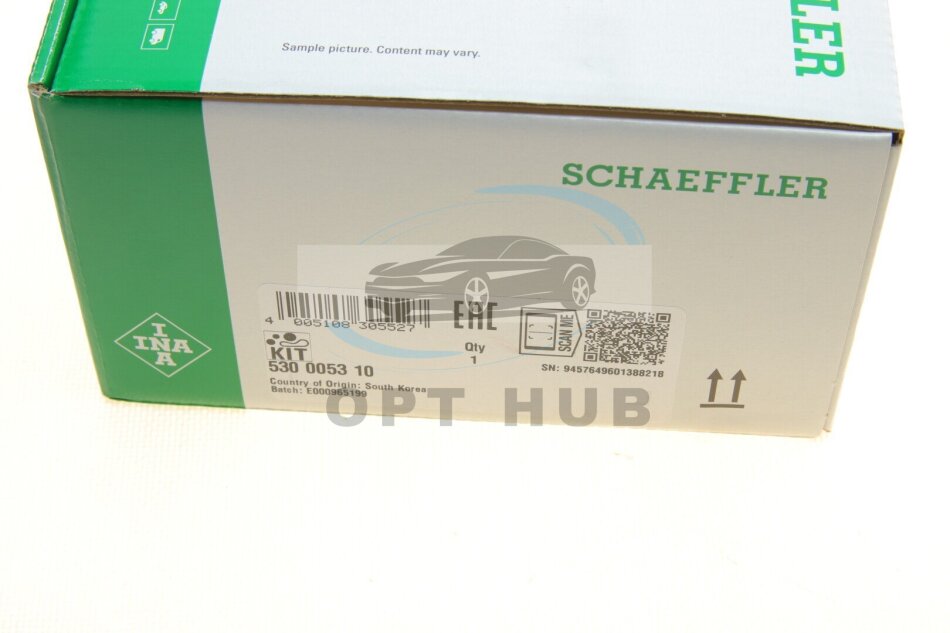 Sample picture. Content may vary.
LER
SCHAEFFLER
4 005108 305527
EAC
KIT
530 0053 10
Qty
1
SCAN ME
SN: 9457649601388218
Country of Origin: South Korea
Batch: E000965199
I
INA
A
OPT HUB